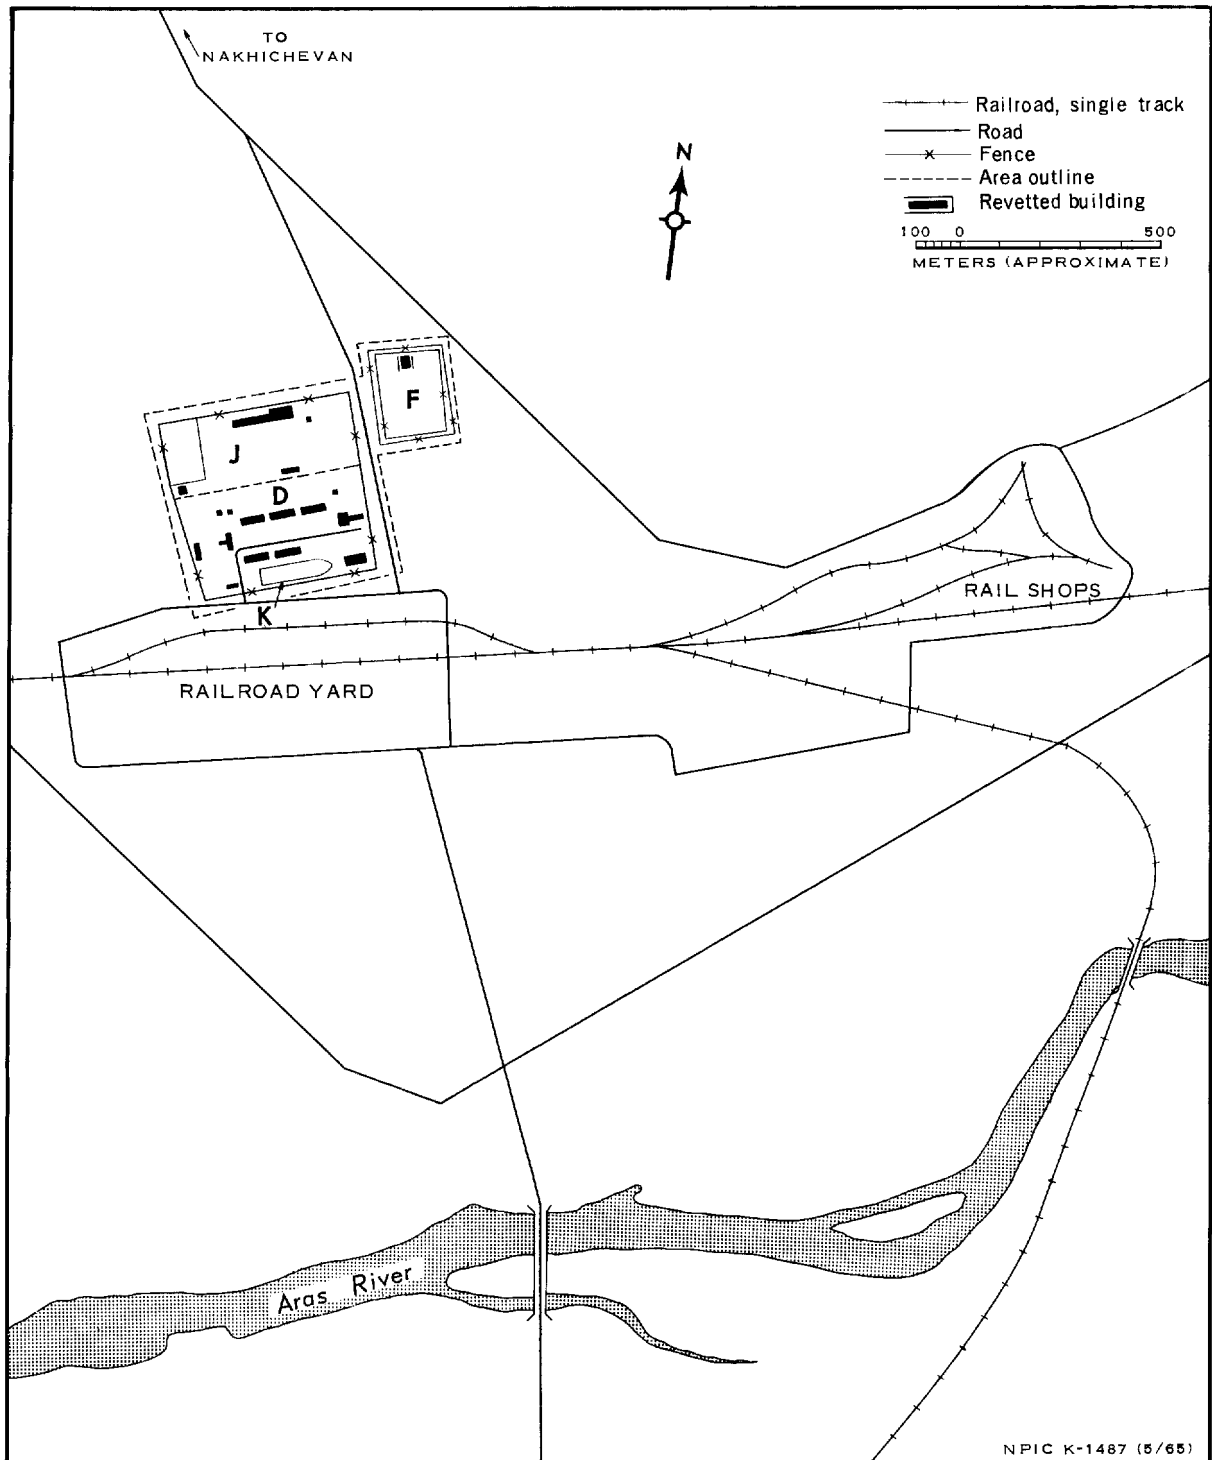 TO
NAKHICHEVAN
Railroad, single track
Road
Fence
Area outline
Revetted building
100 0 500
METERS (APPROXIMATE)
N
F
J
D
K
RAIL SHOPS
RAILROAD YARD
Aras River
NPIC K-1487 (5/65)